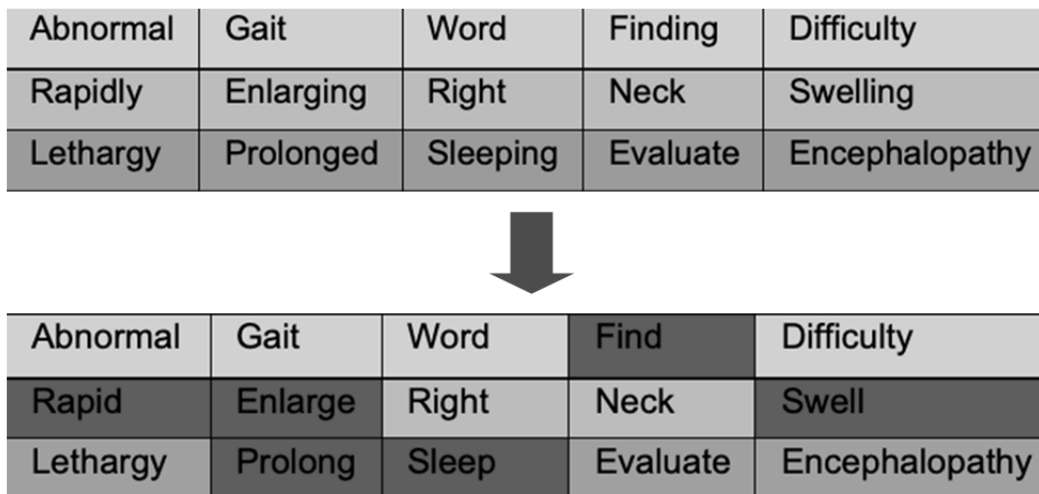 Abnormal Gait Word Finding Difficulty
Rapidly Enlarging Right Neck Swelling
Lethargy Prolonged Sleeping Evaluate Encephalopathy
Abnormal Gait Word Find Difficulty
Rapid Enlarge Right Neck Swell
Lethargy Prolong Sleep Evaluate Encephalopathy